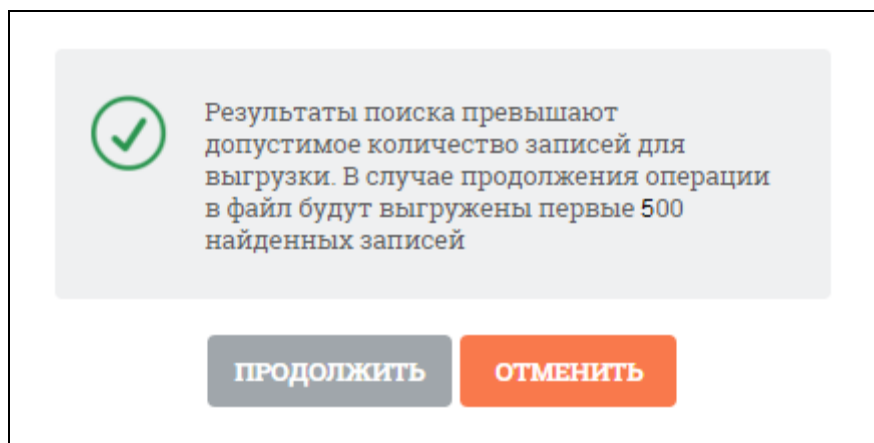 Результаты поиска превышают
допустимое количество записей для
выгрузки. В случае продолжения операции
в файл будут выгружены первые 500
найденных записей
ПРОДОЛЖИТЬ ОТМЕНИТЬ